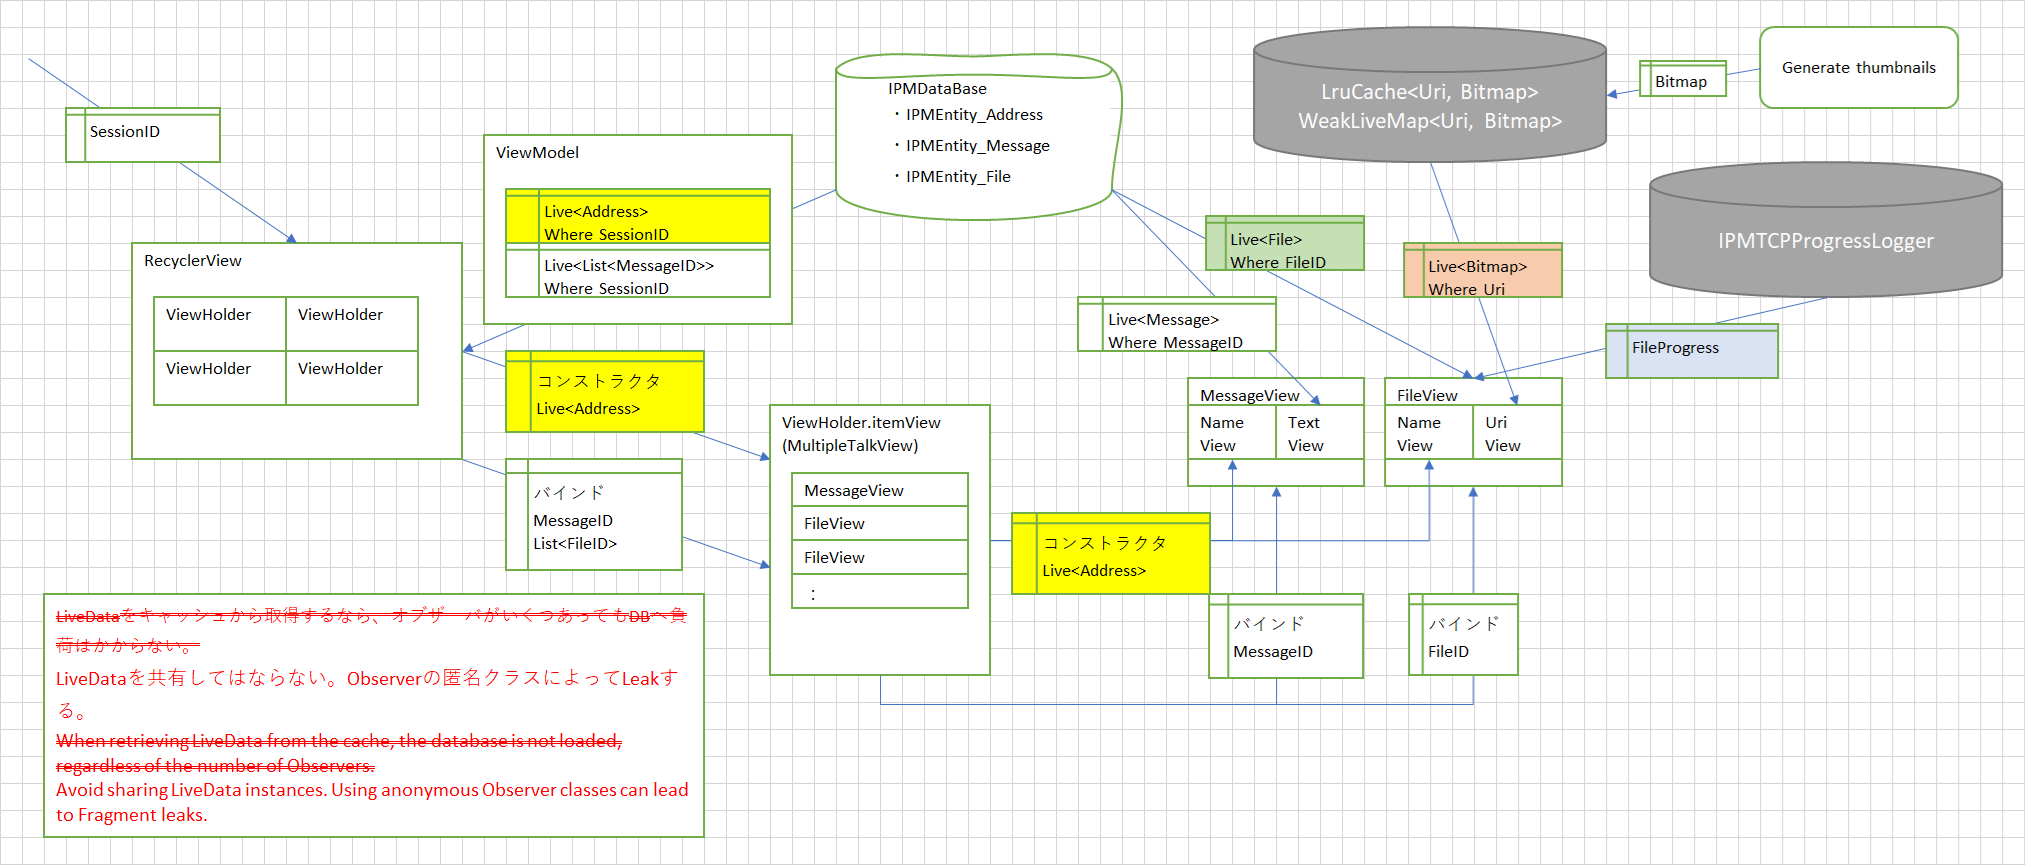 SessionID
RecyclerView
ViewHolder
ViewHolder
ViewHolder
ViewHolder
ViewModel
Live<Address>
Where SessionID
Live<List<MessageID>>
Where SessionID
IPMDataBase
・IPMEntity_Address
・IPMEntity_Message
・IPMEntity_File
LruCache<Uri, Bitmap>
WeakLiveMap<Uri, Bitmap>
Bitmap
Generate thumbnails
IPMTCPProgressLogger
Live<File>
Where FileID
Live<Bitmap>
Where Uri
Live<Message>
Where MessageID
FileProgress
コンストラクタ
Live<Address>
バインド
MessageID
List<FileID>
ViewHolder.itemView
(MultipleTalkView)
MessageView
FileView
FileView
：
MessageView
Name
View
Text
View
FileView
Name
View
Uri
View
コンストラクタ
Live<Address>
バインド
MessageID
バインド
FileID
LiveDataをキャッシュから取得するなら、オブザーバがいくつあってもDBへ負
荷はかからない。
LiveDataを共有してはならない。Observerの匿名クラスによってLeakす
る。
When retrieving LiveData from the cache, the database is not loaded,
regardless of the number of Observers.
Avoid sharing LiveData instances. Using anonymous Observer classes can lead
to Fragment leaks.